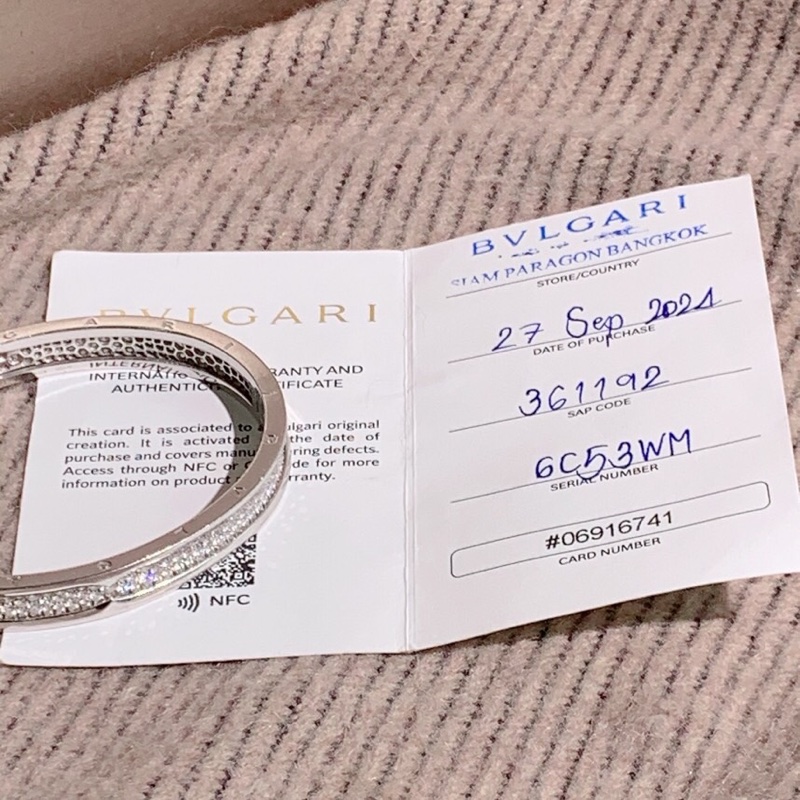 BVLGARI
INTERNATIO RANTY AND
AUTHENTIC IFICATE
This card is associated to lgari original
creation. It is activated the date of
purchase and covers manu ring defects.
Access through NFC or de for more
information on product rranty.
NFC
BVLGARI
SIAM PARAGON BANGKOK
STORE/COUNTRY
27 Sep 2021
DATE OF PURCHASE
361192
SAP CODE
6C53WM
SERIAL NUMBER
#06916741
CARD NUMBER
G A R I